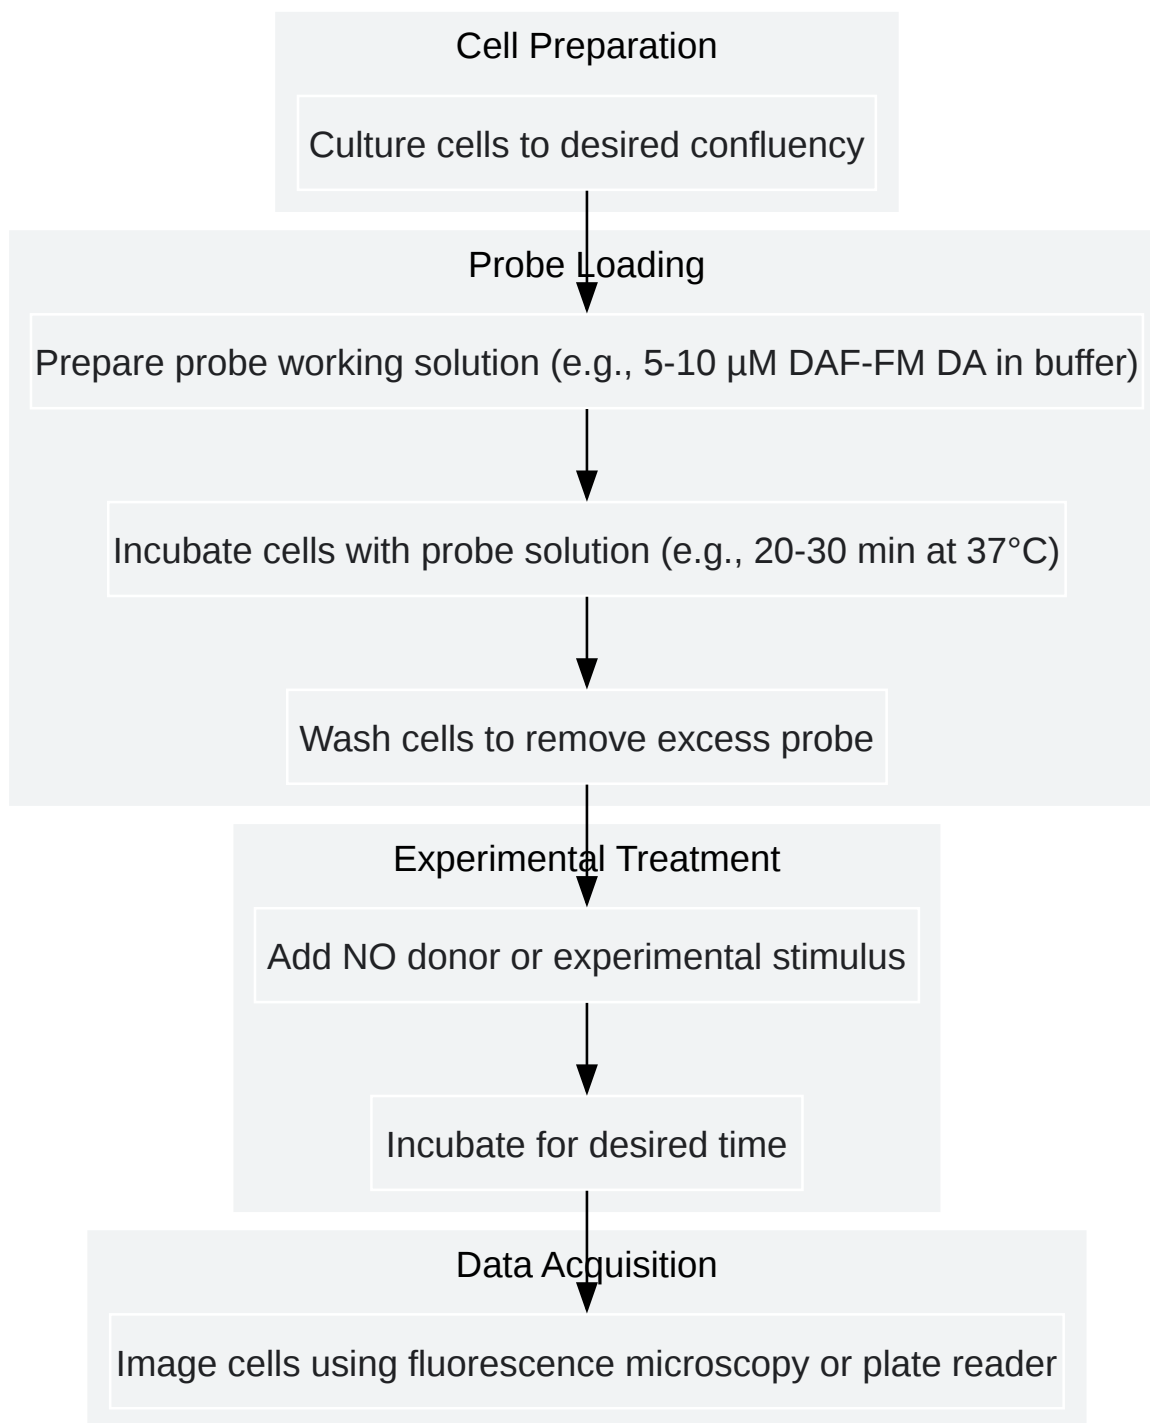 Cell Preparation
Culture cells to desired confluency
Probe Loading
Prepare probe working solution (e.g., 5-10 µM DAF-FM DA in buffer)
Incubate cells with probe solution (e.g., 20-30 min at 37°C)
Wash cells to remove excess probe
Experimental Treatment
Add NO donor or experimental stimulus
Incubate for desired time
Data Acquisition
Image cells using fluorescence microscopy or plate reader